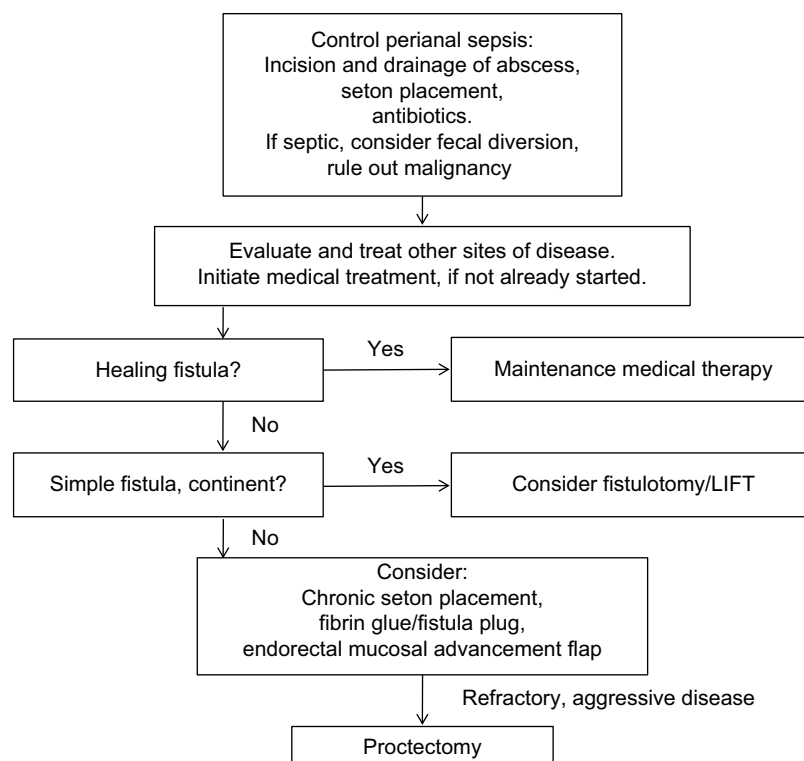 Control perianal sepsis:
Incision and drainage of abscess,
seton placement,
antibiotics.
If septic, consider fecal diversion,
rule out malignancy
Evaluate and treat other sites of disease.
Initiate medical treatment, if not already started.
Healing fistula?
Yes
Maintenance medical therapy
No
Simple fistula, continent?
Yes
Consider fistulotomy/LIFT
No
Consider:
Chronic seton placement,
fibrin glue/fistula plug,
endorectal mucosal advancement flap
Refractory, aggressive disease
Proctectomy